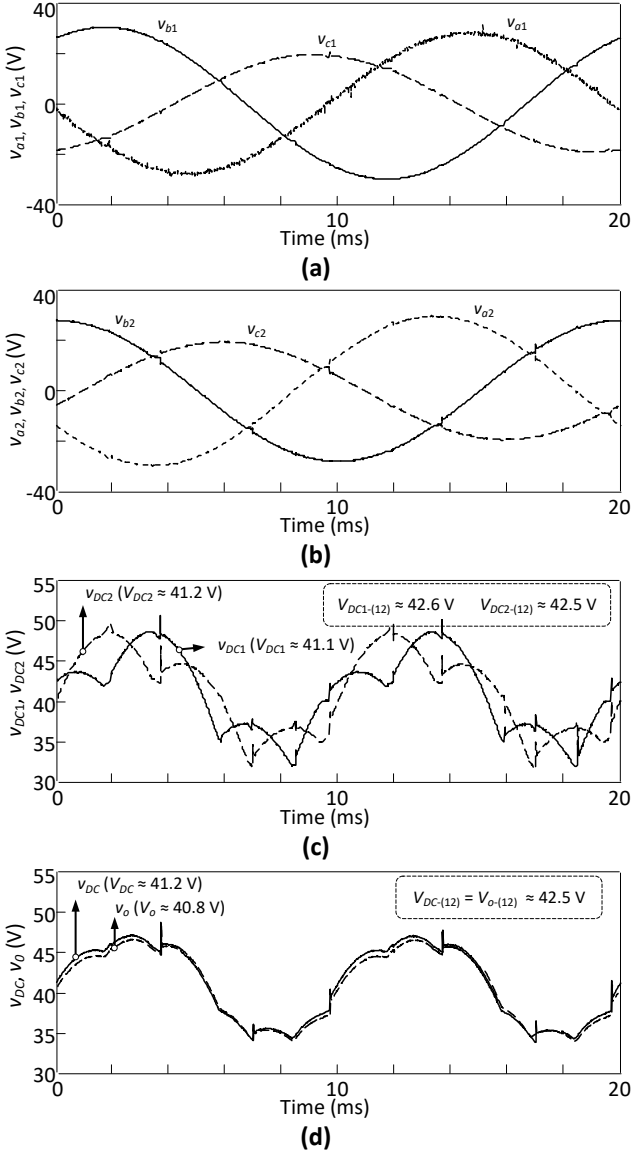 40
v_b1
v_c1
v_a1
0
-40
v_a1, v_b1, v_c1 (V)
0 10 20
Time (ms)
(a)
40
v_b2
v_c2
v_a2
0
-40
v_a2, v_b2, v_c2 (V)
0 10 20
Time (ms)
(b)
55
v_DC2 (V_DC2 ≈ 41.2 V)
V_DC1-(12) ≈ 42.6 V V_DC2-(12) ≈ 42.5 V
50
v_DC1 (V_DC1 ≈ 41.1 V)
45
40
35
30
v_DC1, v_DC2 (V)
0 10 20
Time (ms)
(c)
55
v_DC (V_DC ≈ 41.2 V)
V_DC-(12) = V_o-(12) ≈ 42.5 V
v_o (V_o ≈ 40.8 V)
50
45
40
35
30
v_DC, v_o (V)
0 10 20
Time (ms)
(d)